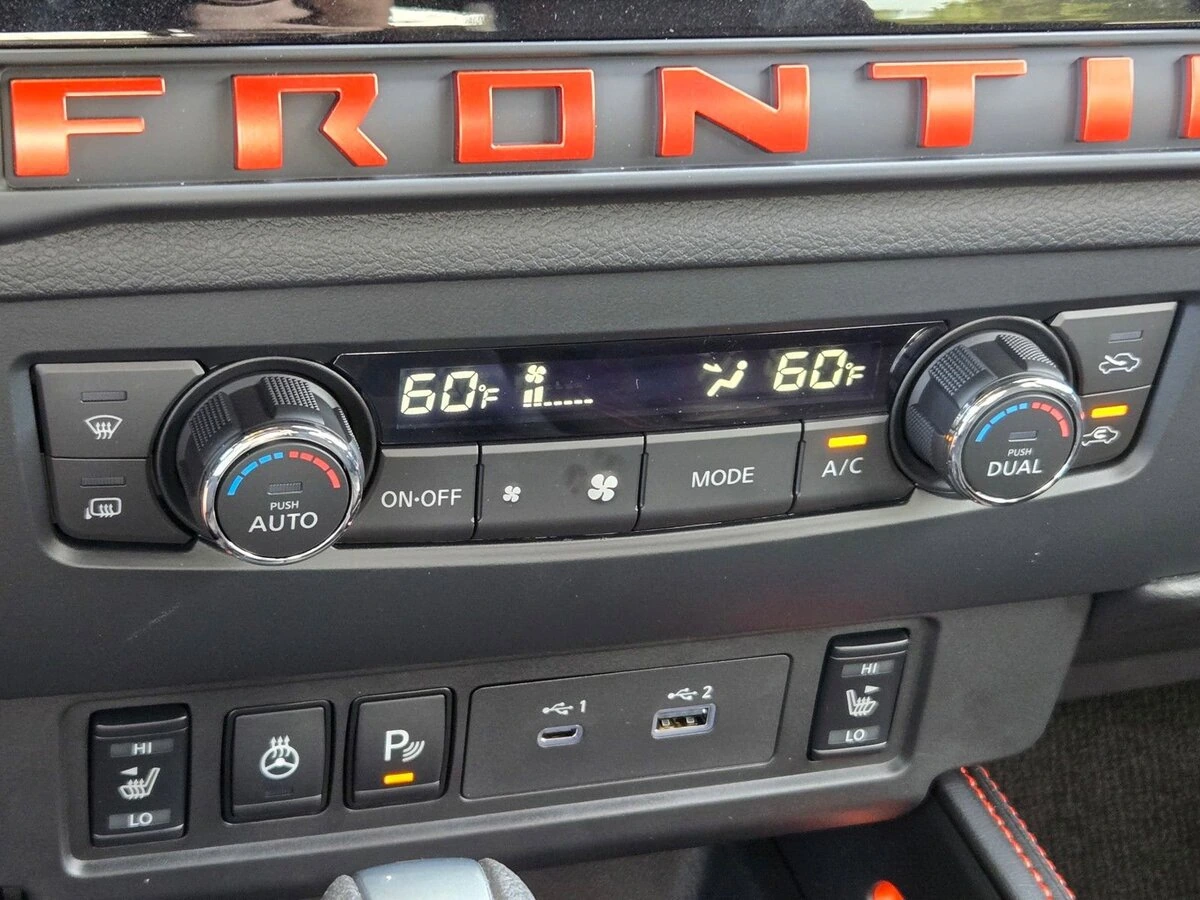 FRONTI
60°F 60°F
PUSH
AUTO
ON•OFF
MODE
A/C
PUSH
DUAL
HI
LO
P
1
2
HI
LO